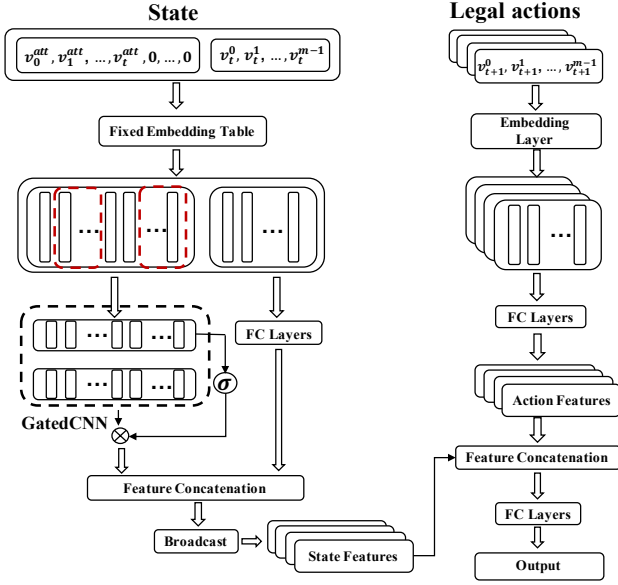 State
v_0^{att}, v_1^{att}, ..., v_t^{att}, 0, ..., 0
v_t^0, v_t^1, ..., v_t^{m-1}
Fixed Embedding Table
...
...
...
FC Layers
...
...
σ
...
...
GatedCNN
Feature Concatenation
Broadcast
State Features
Legal actions
v_{t+1}^0, v_{t+1}^1, ..., v_{t+1}^{m-1}
Embedding
Layer
...
FC Layers
Action Features
Feature Concatenation
FC Layers
Output